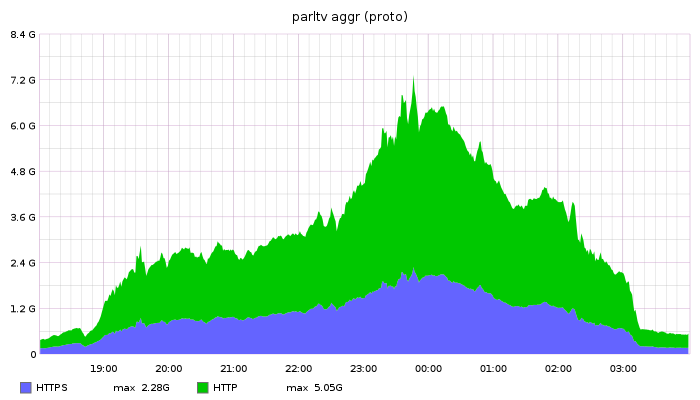 parltv aggr (proto)
8.4 G
7.2 G
6.0 G
4.8 G
3.6 G
2.4 G
1.2 G
0
19:00 20:00 21:00 22:00 23:00 00:00 01:00 02:00 03:00
HTTPS max 2.28G HTTP max 5.05G